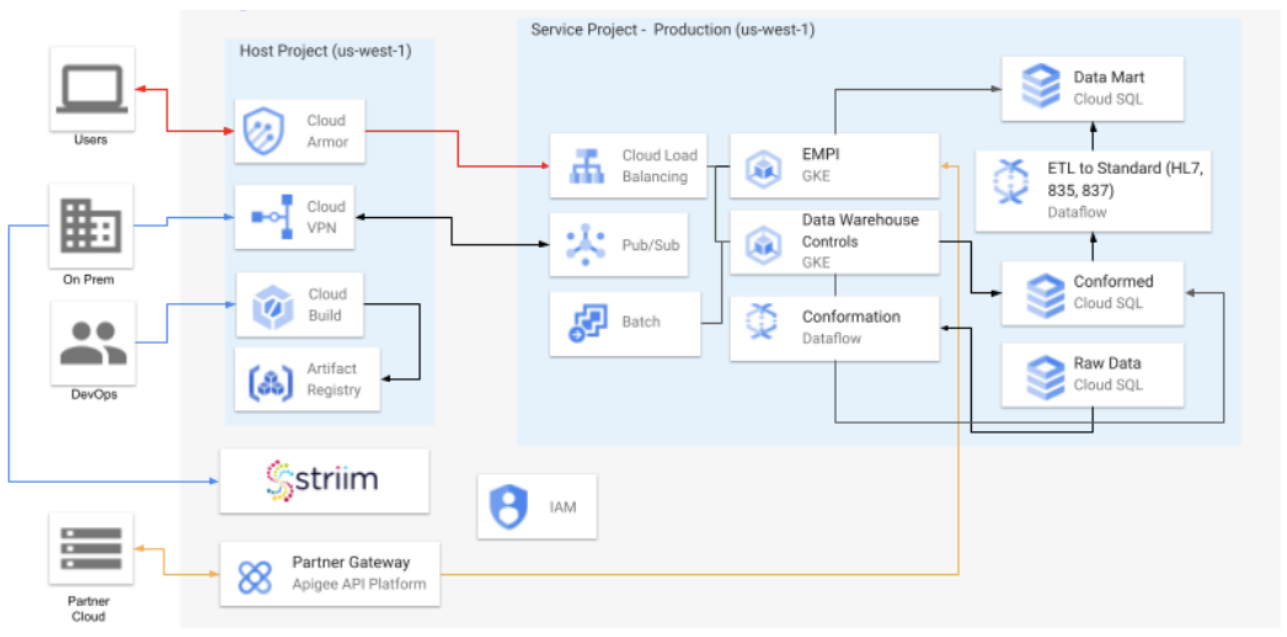 Service Project -  Production (us-west-1)
Host Project (us-west-1)
Users
Cloud
Armor
On Prem
Cloud
VPN
DevOps
Cloud
Build
Artifact
Registry
Cloud Load
Balancing
Pub/Sub
Batch
EMPI
GKE
Data Warehouse
Controls
GKE
Conformation
Dataflow
Data Mart
Cloud SQL
ETL to Standard (HL7,
835, 837)
Dataflow
Conformed
Cloud SQL
Raw Data
Cloud SQL
striim
IAM
Partner
Cloud
Partner Gateway
Apigee API Platform